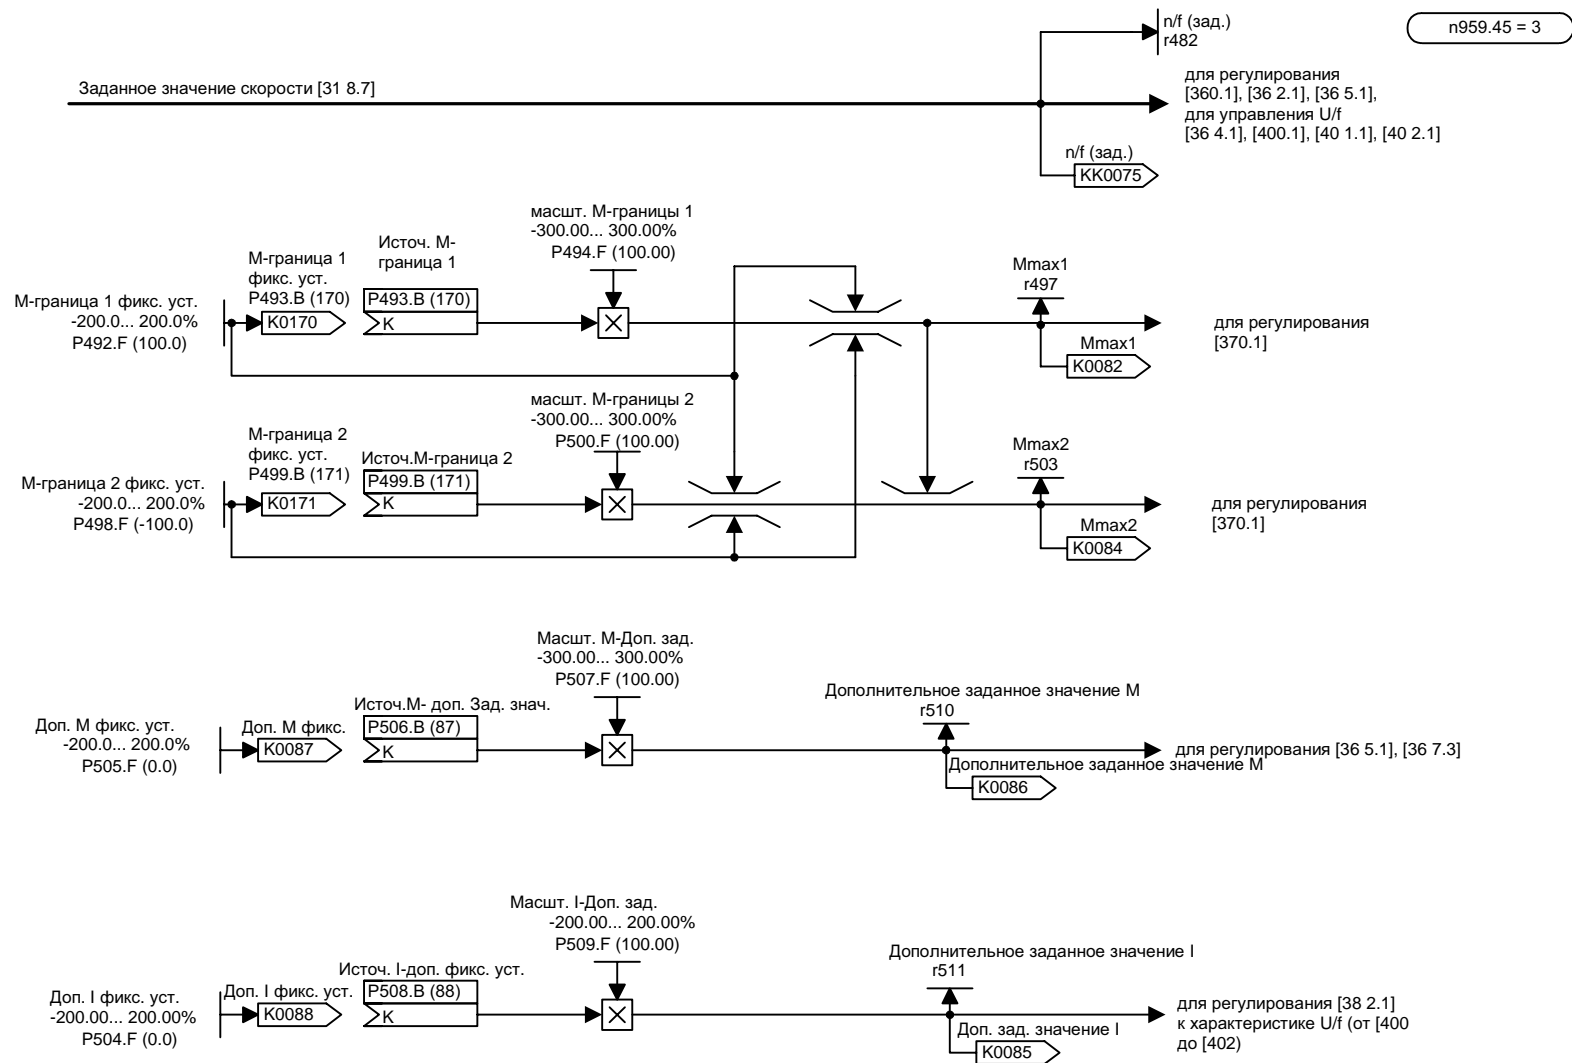 n/f (зад.)
r482
n959.45 = 3
Заданное значение скорости [31 8.7]
для регулирования
[360.1], [36 2.1], [36 5.1],
для управления U/f
[36 4.1], [400.1], [40 1.1], [40 2.1]
n/f (зад.)
KK0075
масшт. М-границы 1
-300.00... 300.00%
P494.F (100.00)
М-граница 1
фикс. уст.
P493.B (170)
Источ. М-
граница 1
P493.B (170)
K
М-граница 1 фикс. уст.
-200.0... 200.0%
P492.F (100.0)
K0170
Mmax1
r497
для регулирования
[370.1]
Mmax1
K0082
масшт. М-границы 2
-300.00... 300.00%
P500.F (100.00)
М-граница 2
фикс. уст.
P499.B (171)
Источ.М-граница 2
P499.B (171)
K
М-граница 2 фикс. уст.
-200.0... 200.0%
P498.F (-100.0)
K0171
Mmax2
r503
для регулирования
[370.1]
Mmax2
K0084
Масшт. М-Доп. зад.
-300.00... 300.00%
P507.F (100.00)
Доп. М фикс. уст.
-200.0... 200.0%
P505.F (0.0)
Доп. М фикс.
K0087
Источ.М- доп. Зад. знач.
P506.B (87)
K
Дополнительное заданное значение М
r510
для регулирования [36 5.1], [36 7.3]
Дополнительное заданное значение М
K0086
Масшт. I-Доп. зад.
-200.00... 200.00%
P509.F (100.00)
Доп. I фикс. уст.
-200.00... 200.00%
P504.F (0.0)
Доп. I фикс. уст.
K0088
Источ. I-доп. фикс. уст.
P508.B (88)
K
Дополнительное заданное значение I
r511
для регулирования [38 2.1]
к характеристике U/f (от [400
до [402)
Доп. зад. значение I
K0085